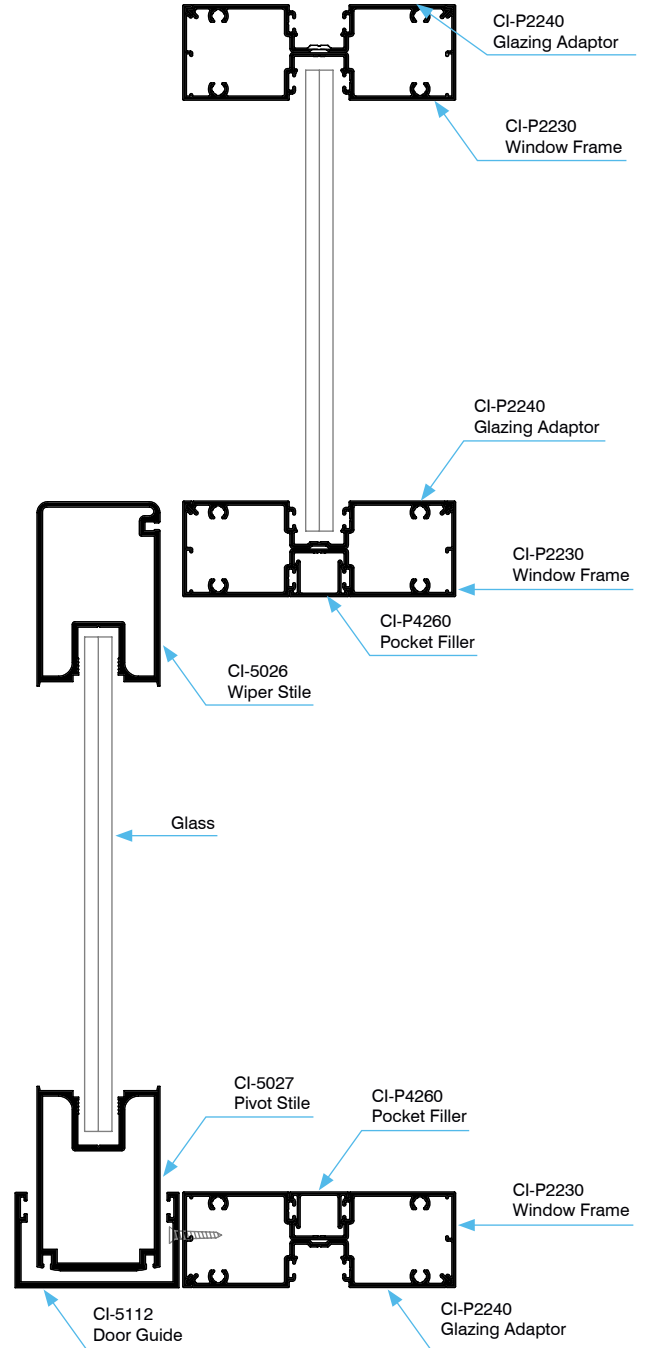 CI-P2240
Glazing Adaptor
CI-P2230
Window Frame
CI-P2240
Glazing Adaptor
CI-P2230
Window Frame
CI-P4260
Pocket Filler
CI-5026
Wiper Stile
Glass
CI-5027
Pivot Stile
CI-P4260
Pocket Filler
CI-P2230
Window Frame
CI-5112
Door Guide
CI-P2240
Glazing Adaptor